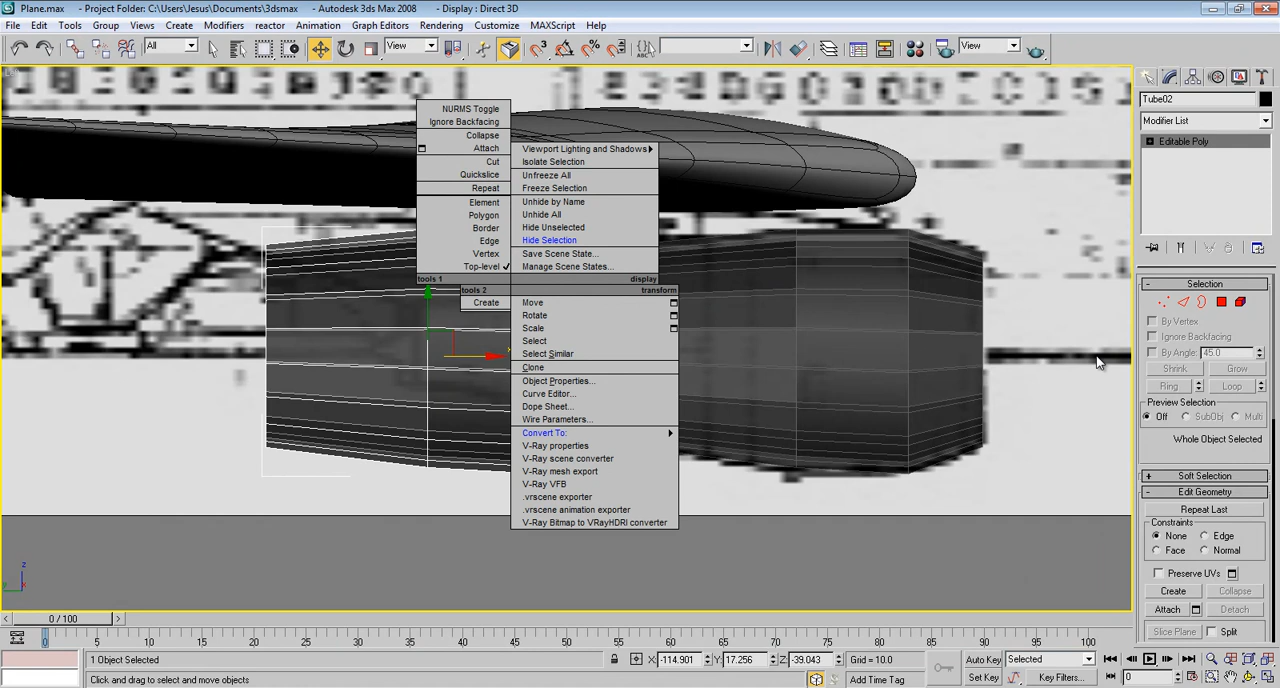 Plane.max - Project Folder: C:\Users\Jesus\Documents\3dsmax - Autodesk 3ds Max 2008 - Display : Direct 3D
File Edit Tools Group Views Create Modifiers reactor Animation Graph Editors Rendering Customize MAXScript Help
All View View
Tube02
Modifier List
Editable Poly
NURMS Toggle
Ignore Backfacing
Collapse
Attach
Cut
Quickslice
Repeat
Element
Polygon
Border
Edge
Vertex
Top-level
tools 1
Viewport Lighting and Shadows
Isolate Selection
Unfreeze All
Freeze Selection
Unhide by Name
Unhide All
Hide Unselected
Hide Selection
Save Scene State...
Manage Scene States...
display
tools 2
Create
transform
Move
Rotate
Scale
Select
Select Similar
Clone
Object Properties...
Curve Editor...
Dope Sheet...
Wire Parameters...
Convert To:
V-Ray properties
V-Ray scene converter
V-Ray mesh export
V-Ray VFB
.vrscene exporter
.vrscene animation exporter
V-Ray Bitmap to VRayHDRI converter
Selection
By Vertex
Ignore Backfacing
By Angle: 45.0
Shrink Grow
Ring Loop
Preview Selection
Off SubObj Multi
Whole Object Selected
Soft Selection
Edit Geometry
Repeat Last
Constraints
None Edge
Face Normal
Preserve UVs
Create Collapse
Attach Detach
Slice Plane Split
z
0 / 100
0 5 10 15 20 25 30 35 40 45 50 55 60 65 70 75 80 85 90 95 100
1 Object Selected X: -114.901 Y: 17.256 Z: -39.043 Grid = 10.0 Auto Key Selected
Click and drag to select and move objects Add Time Tag Set Key Key Filters... 0